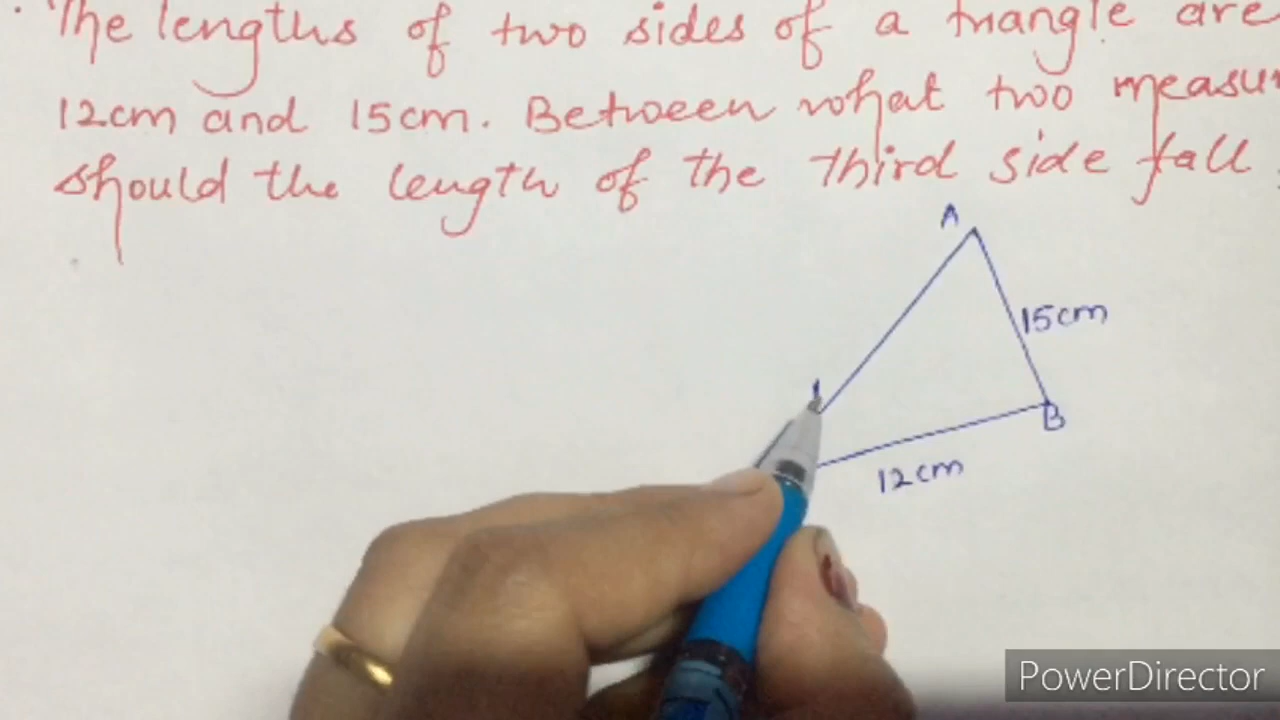 The lengths of two sides of a triangle are
12cm and 15cm. Between what two
should the length of the third side fall
A
15cm
B
12cm
PowerDirector